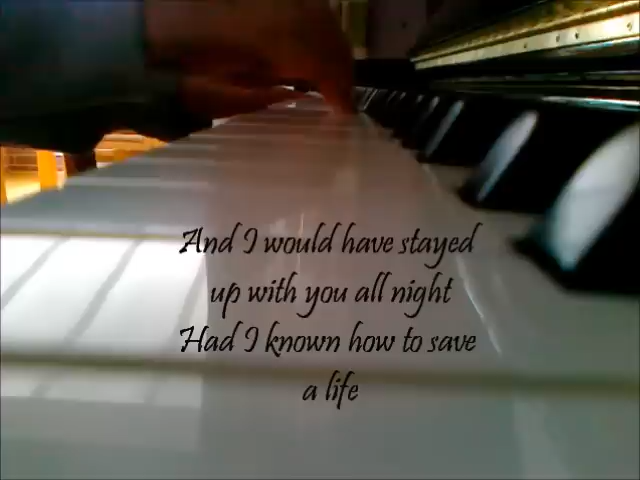 And I would have stayed
up with you all night
Had I known how to save
a life